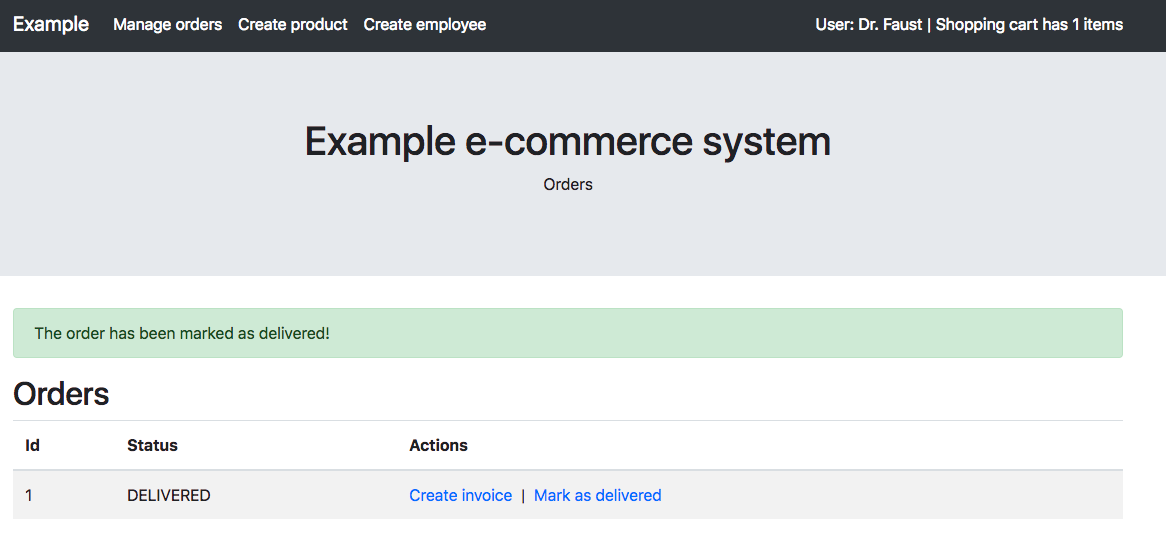 Example Manage orders Create product Create employee User: Dr. Faust | Shopping cart has 1 items
Example e-commerce system
Orders
The order has been marked as delivered!
Orders
Id Status Actions
1 DELIVERED Create invoice | Mark as delivered